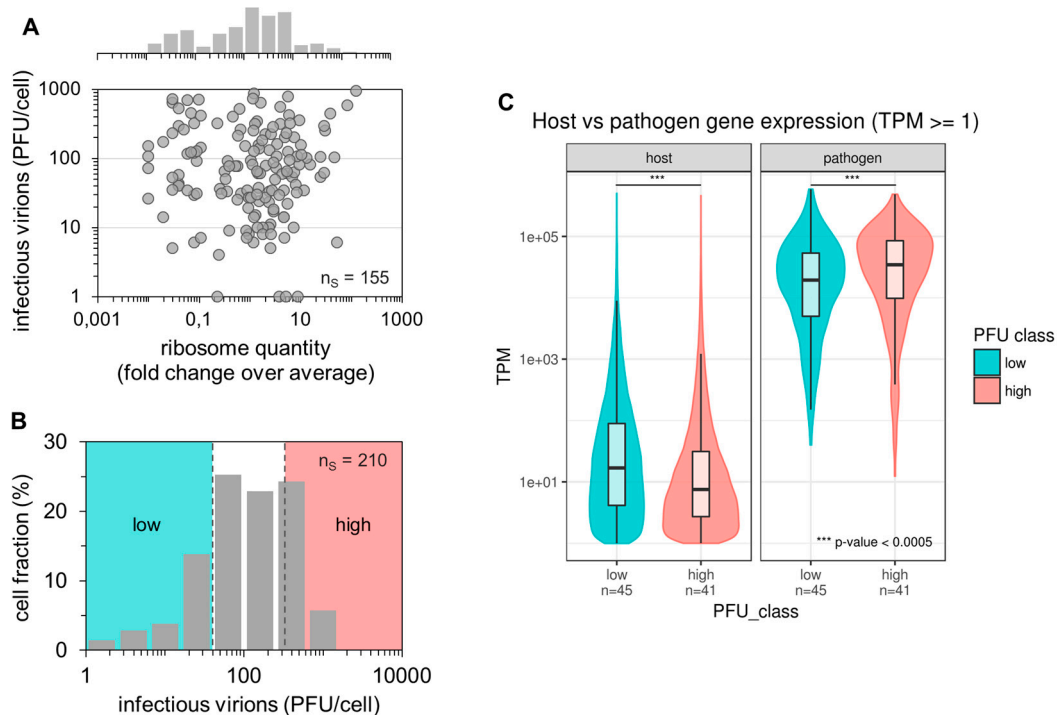 A
infectious virions (PFU/cell)
1000
100
10
1
n_S = 155
0,001
0,1
10
1000
ribosome quantity
(fold change over average)
B
cell fraction (%)
30
20
10
0
low
n_S = 210
high
1
100
10000
infectious virions (PFU/cell)
C
Host vs pathogen gene expression (TPM >= 1)
host
pathogen
***
***
TPM
1e+05
1e+03
1e+01
*** p-value < 0.0005
low
n=45
high
n=41
low
n=45
high
n=41
PFU_class
PFU class
low
high